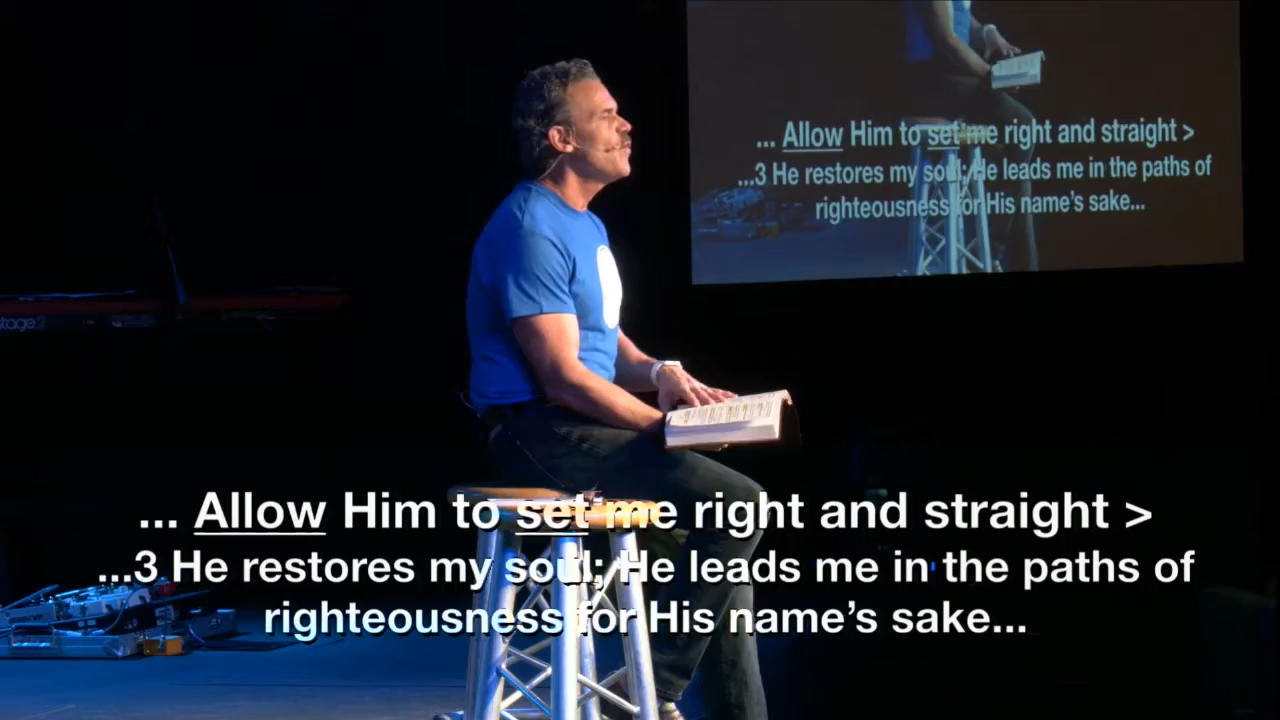 ... Allow Him to set me right and straight >
...3 He restores my soul; He leads me in the paths of
righteousness for His name's sake...
stage2
... Allow Him to set me right and straight >
...3 He restores my soul; He leads me in the paths of
righteousness for His name’s sake...